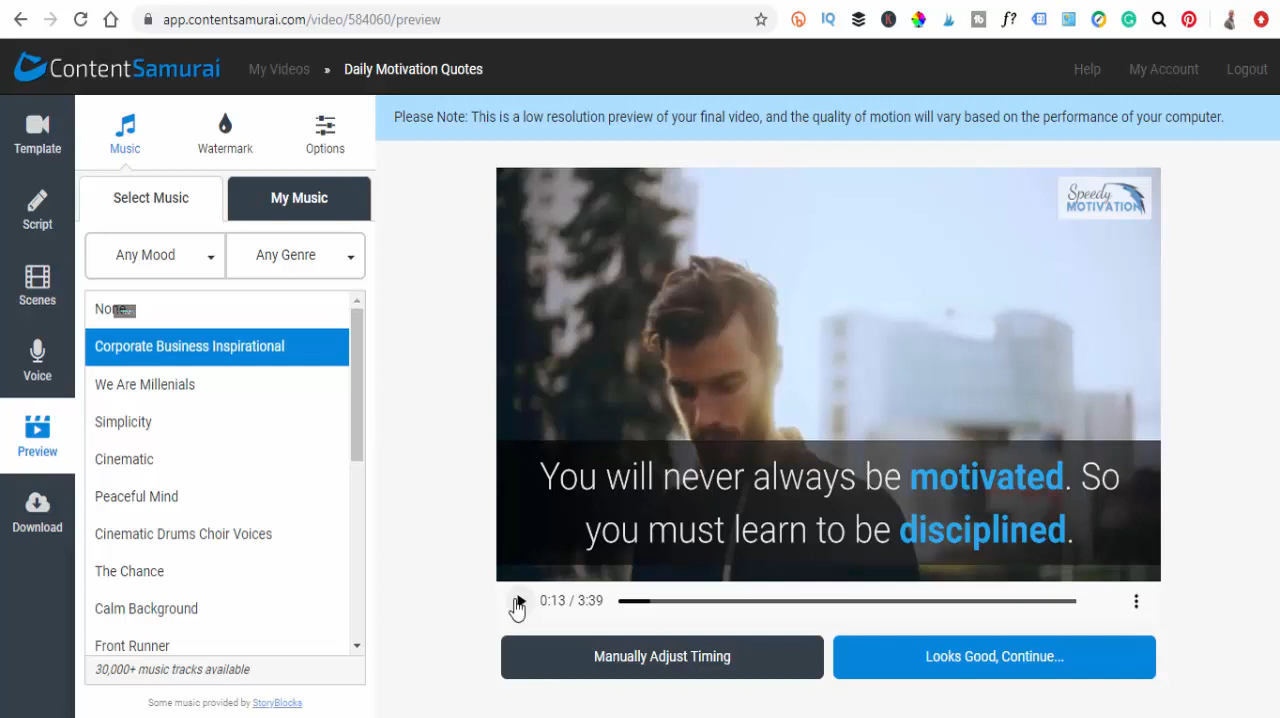 app.contentsamurai.com/video/584060/preview
ContentSamurai
My Videos » Daily Motivation Quotes
Help
My Account
Logout
Template
Script
Scenes
Voice
Preview
Download
Music
Watermark
Options
Select Music
My Music
Any Mood
Any Genre
None
Corporate Business Inspirational
We Are Millenials
Simplicity
Cinematic
Peaceful Mind
Cinematic Drums Choir Voices
The Chance
Calm Background
Front Runner
30,000+ music tracks available
Some music provided by StoryBlocks
Please Note: This is a low resolution preview of your final video, and the quality of motion will vary based on the performance of your computer.
Speedy
MOTIVATION
You will never always be motivated. So
you must learn to be disciplined.
0:13 / 3:39
Manually Adjust Timing
Looks Good, Continue...